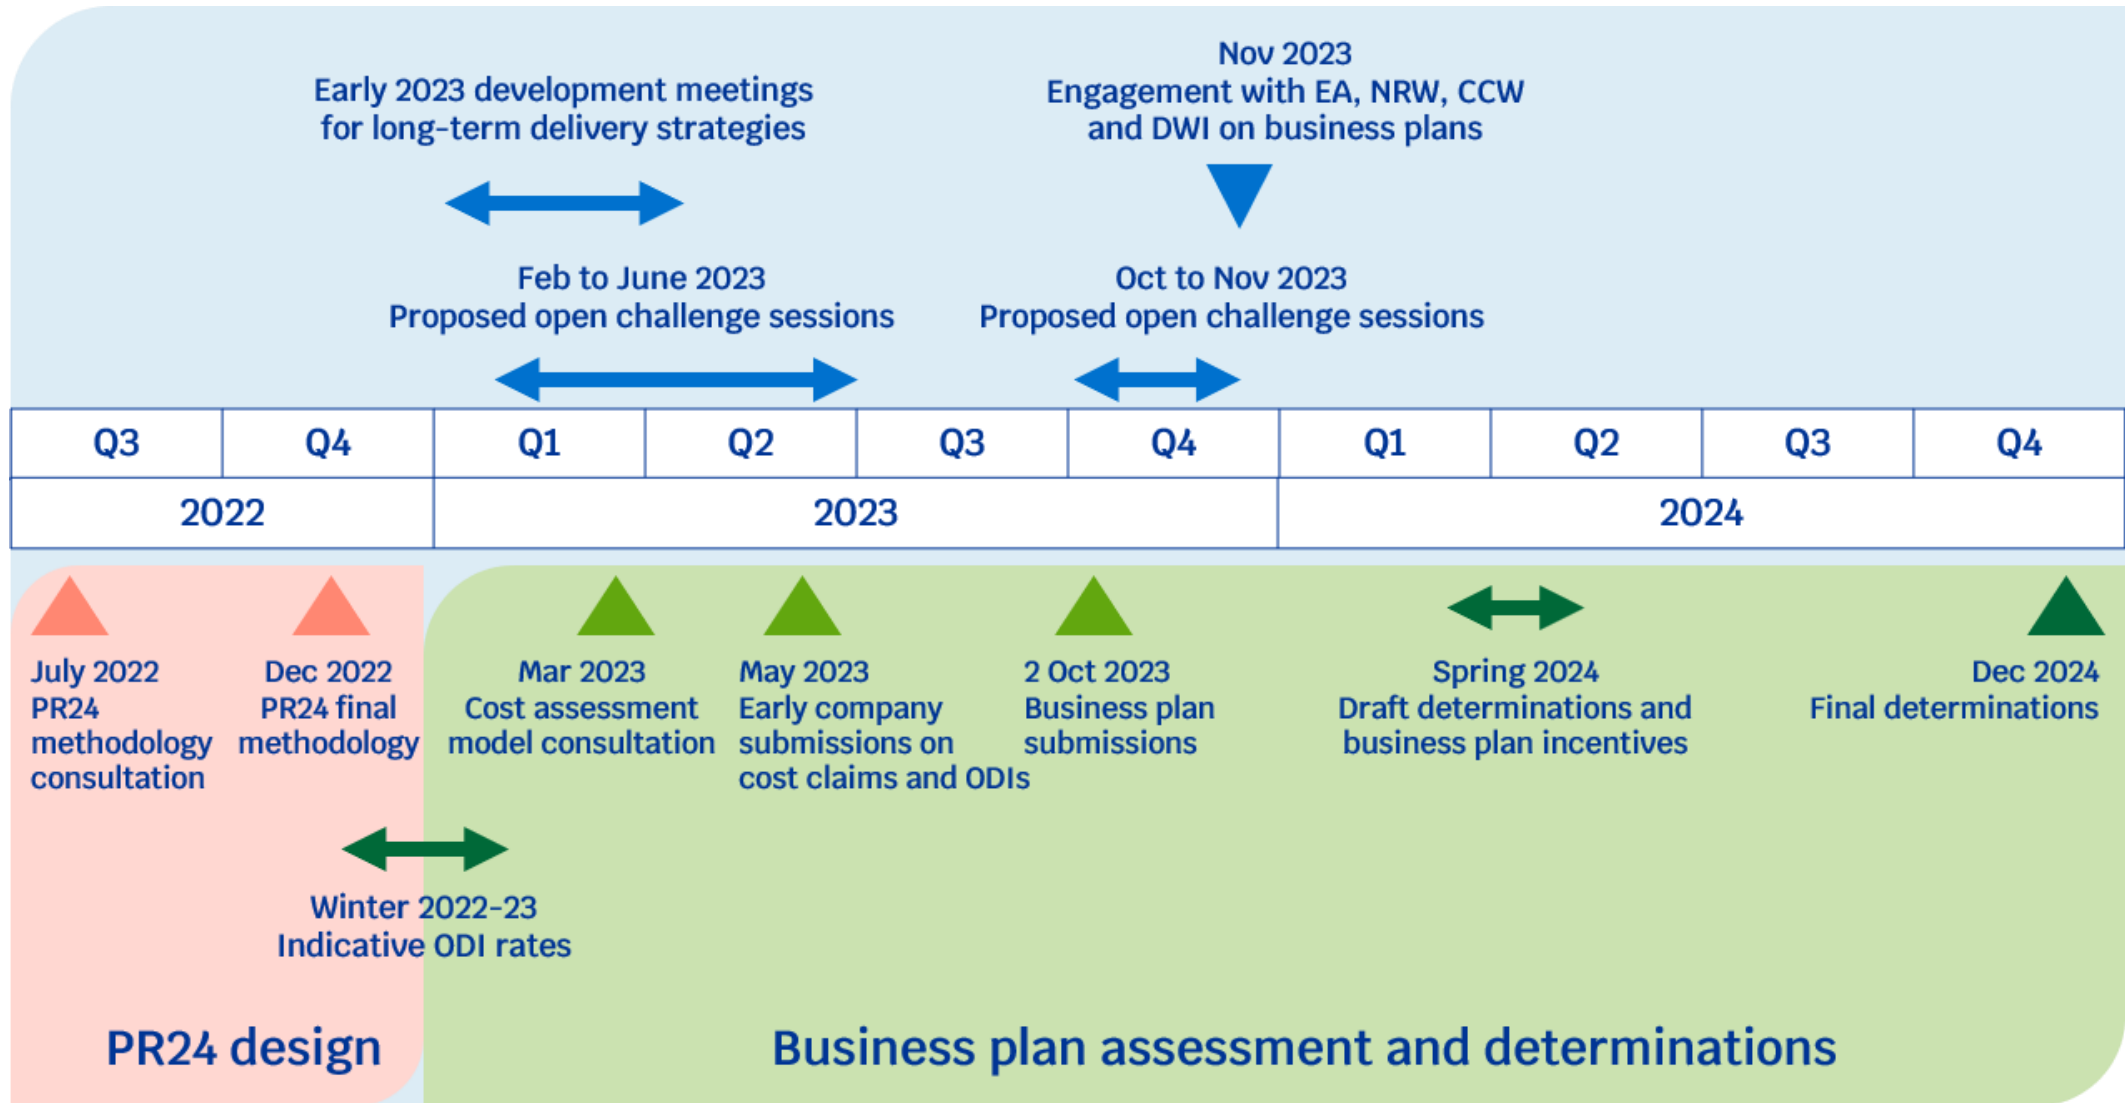 Early 2023 development meetings
for long-term delivery strategies
Nov 2023
Engagement with EA, NRW, CCW
and DWI on business plans
Feb to June 2023
Proposed open challenge sessions
Oct to Nov 2023
Proposed open challenge sessions
Q3 Q4 Q1 Q2 Q3 Q4 Q1 Q2 Q3 Q4
2022 2023 2024
July 2022
PR24
methodology
consultation
Dec 2022
PR24 final
methodology
Mar 2023
Cost assessment
model consultation
May 2023
Early company
submissions on
cost claims and ODIs
2 Oct 2023
Business plan
submissions
Spring 2024
Draft determinations and
business plan incentives
Dec 2024
Final determinations
Winter 2022-23
Indicative ODI rates
PR24 design
Business plan assessment and determinations